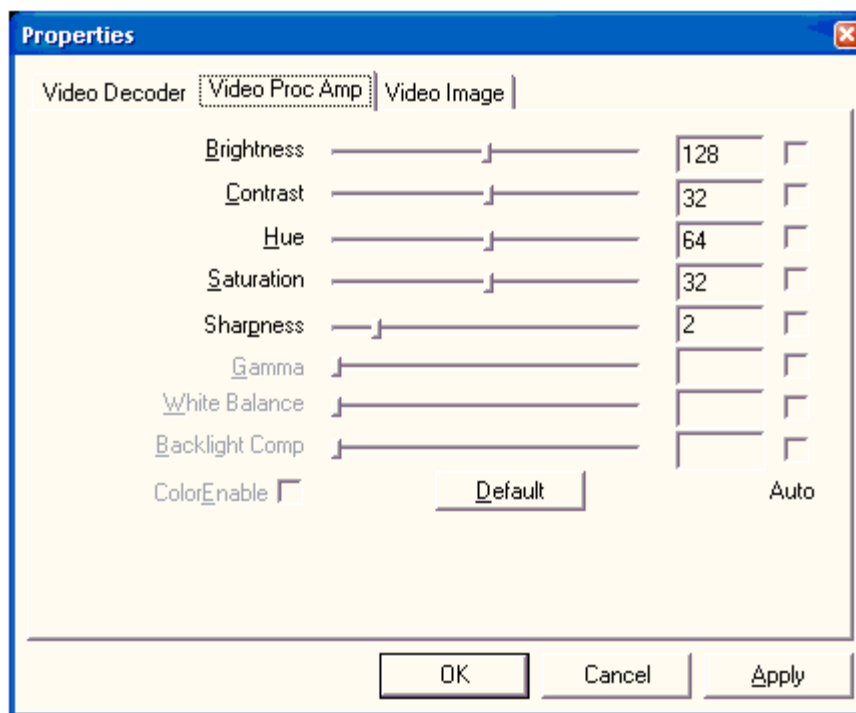 Properties
Video Decoder Video Proc Amp Video Image
Brightness 128
Contrast 32
Hue 64
Saturation 32
Sharpness 2
Gamma
White Balance
Backlight Comp
ColorEnable Default Auto
OK Cancel Apply